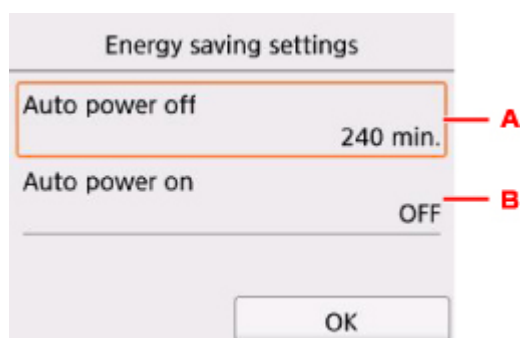 Energy saving settings
Auto power off
240 min.
A
Auto power on
OFF
B
OK